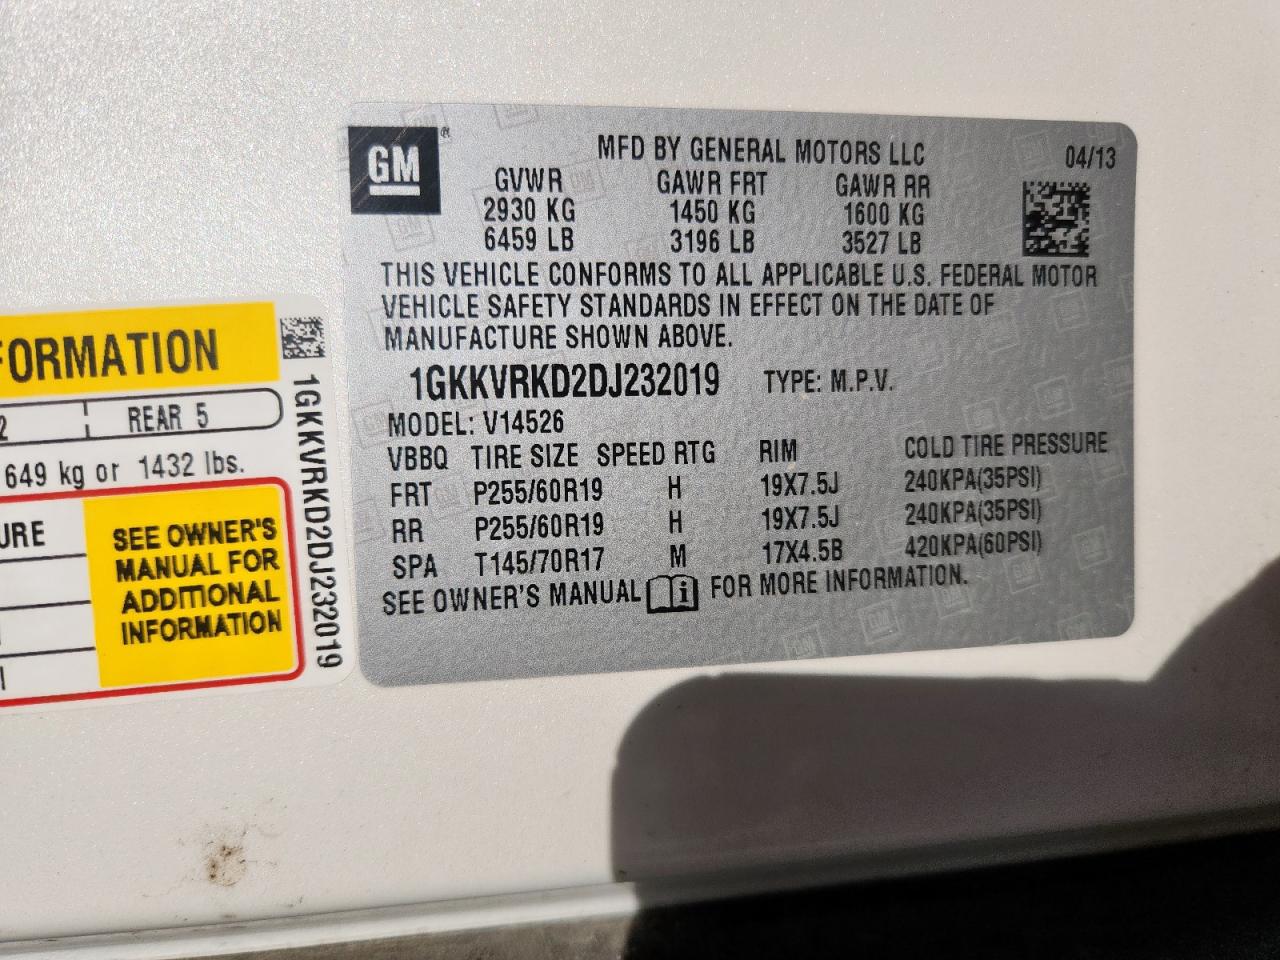 GM ®
MFD BY GENERAL MOTORS LLC 04/13
GVWR GAWR FRT GAWR RR
2930 KG 1450 KG 1600 KG
6459 LB 3196 LB 3527 LB
THIS VEHICLE CONFORMS TO ALL APPLICABLE U.S. FEDERAL MOTOR
VEHICLE SAFETY STANDARDS IN EFFECT ON THE DATE OF
MANUFACTURE SHOWN ABOVE.
1GKKVRKD2DJ232019 TYPE: M.P.V.
MODEL: V14526
VBBQ TIRE SIZE SPEED RTG RIM COLD TIRE PRESSURE
FRT P255/60R19 H 19X7.5J 240KPA(35PSI)
RR P255/60R19 H 19X7.5J 240KPA(35PSI)
SPA T145/70R17 M 17X4.5B 420KPA(60PSI)
SEE OWNER'S MANUAL i FOR MORE INFORMATION.
FORMATION
2 REAR 5
649 kg or 1432 lbs.
URE
SEE OWNER'S
MANUAL FOR
ADDITIONAL
INFORMATION
1GKKVRKD2DJ232019